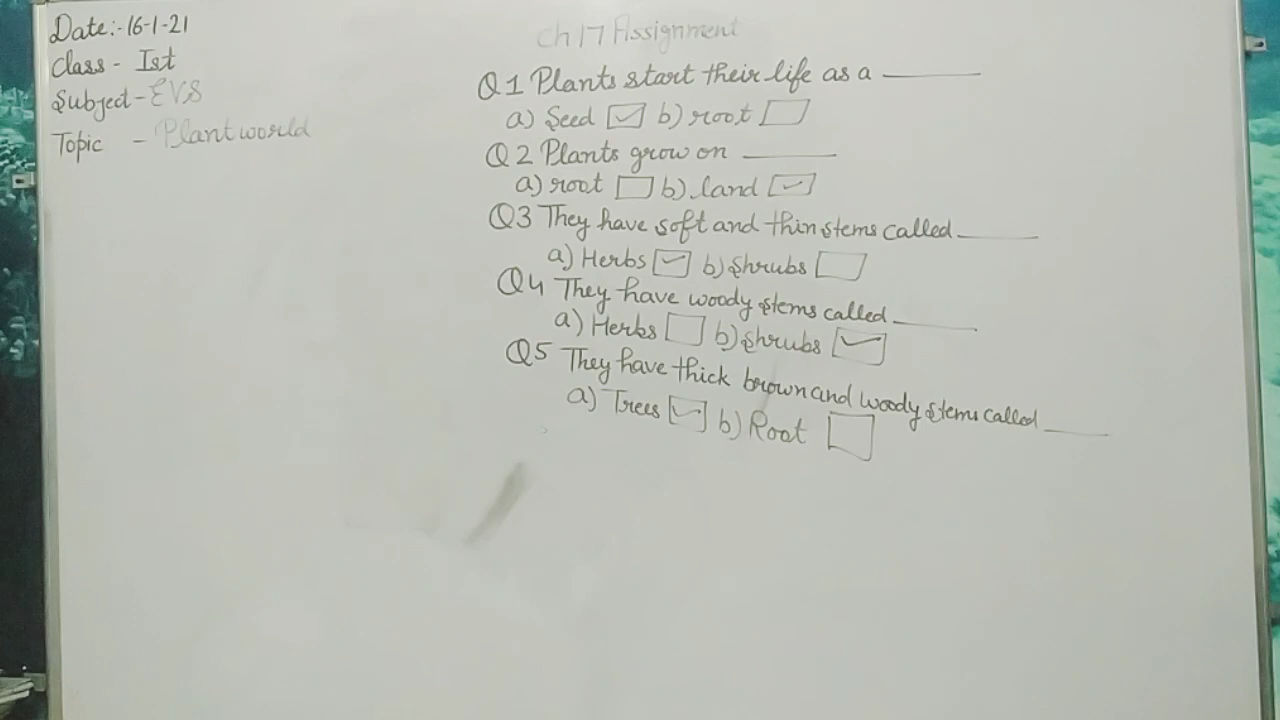 Date:-16-1-21
Class - Ist
Subject - EVS
Topic - Plant world
Ch 17 Assignment
Q1 Plants start their life as a ______
a) Seed ☑ b) root ☐
Q2 Plants grow on ______
a) root ☐ b) land ☑
Q3 They have soft and thin stems called ______
a) Herbs ☑ b) Shrubs ☐
Q4 They have woody stems called ______
a) Herbs ☐ b) Shrubs ☑
Q5 They have thick brown and woody stems called ______
a) Trees ☑ b) Root ☐